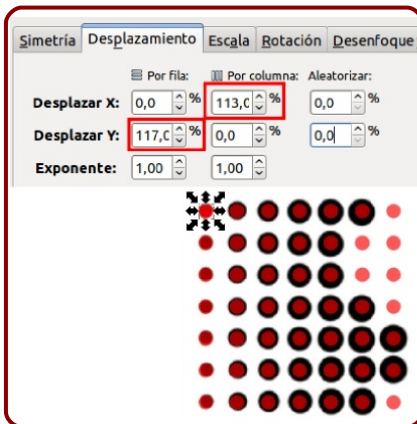 Simetría Desplazamiento Escala Rotación Desenfoque
Por fila: Por columna: Aleatorizar:
Desplazar X: 0,0 % 113,0 % 0,0 %
Desplazar Y: 117,0 % 0,0 % 0,0 %
Exponente: 1,00 1,00